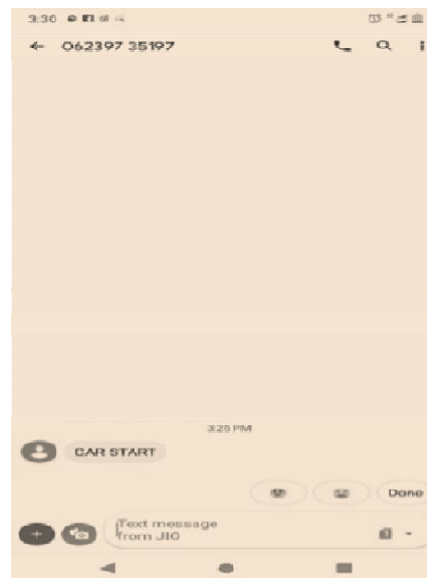 3:30
062397 35197
3:25 PM
CAR START
Done
Text message
from JIO